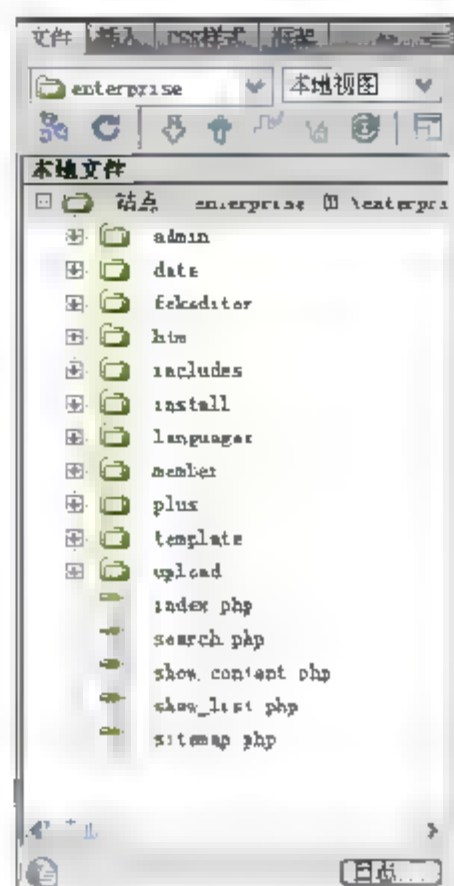 文件 插入 CSS样式 框架
enterprise 本地视图
本地文件
站点 enterprise (D \enterpri
admin
data
fckeditor
htm
includes
install
languages
member
plus
template
upload
index php
search php
show_content php
show_list php
sitemap php
日志...